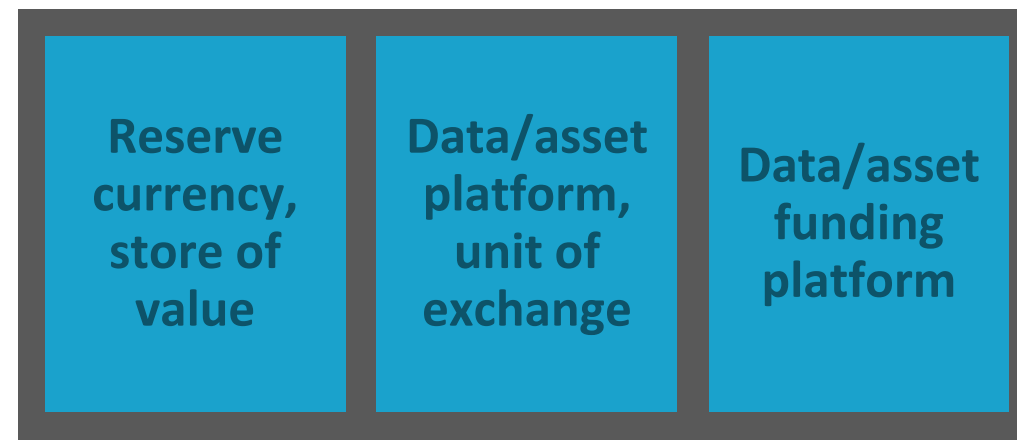 Reserve
currency,
store of
value
Data/asset
platform,
unit of
exchange
Data/asset
funding
platform